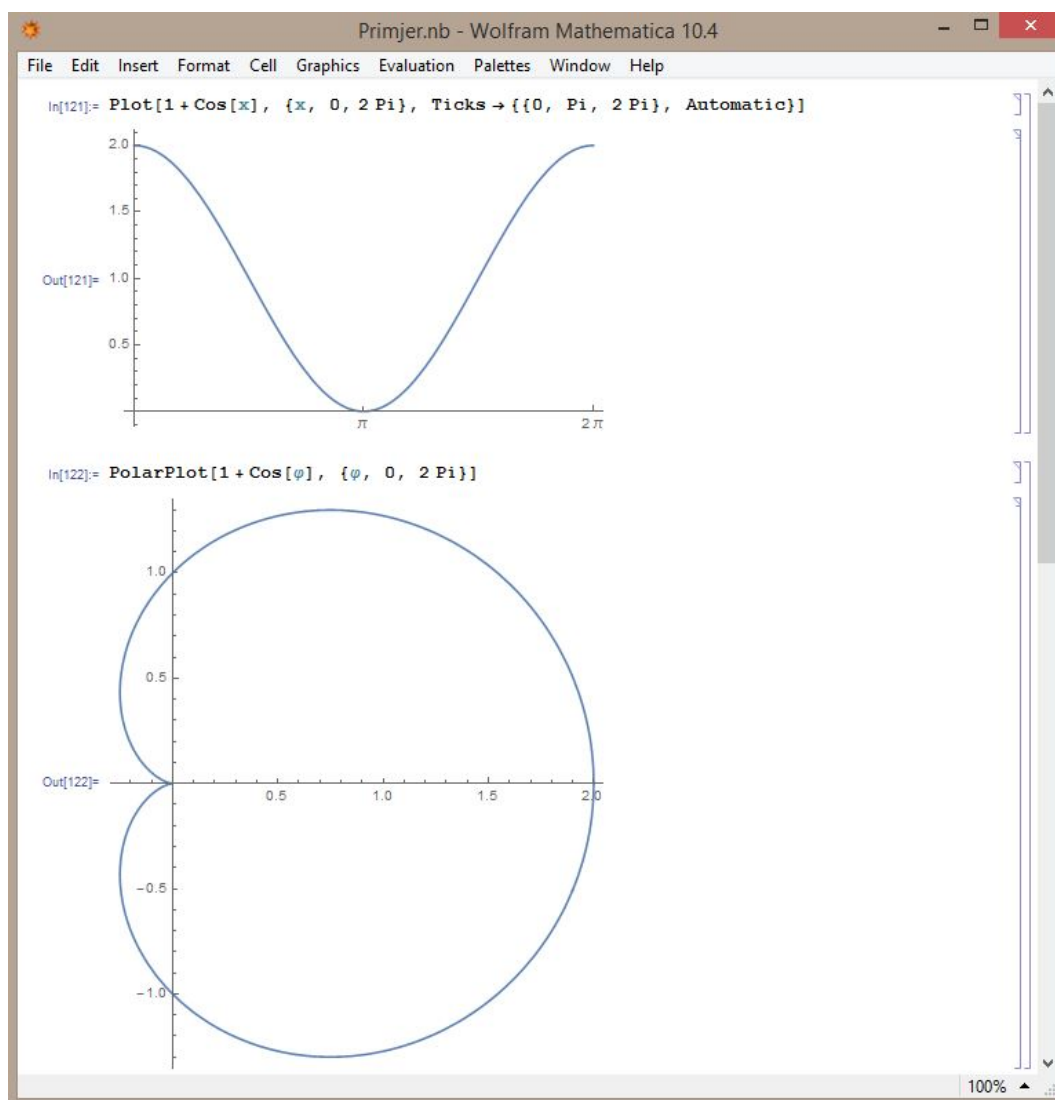 Primjer.nb - Wolfram Mathematica 10.4
File Edit Insert Format Cell Graphics Evaluation Palettes Window Help
In[121]:= Plot[1 + Cos[x], {x, 0, 2 Pi}, Ticks → {{0, Pi, 2 Pi}, Automatic}]
2.0
1.5
Out[121]= 1.0
0.5
π 2 π
In[122]:= PolarPlot[1 + Cos[φ], {φ, 0, 2 Pi}]
1.0
0.5
Out[122]=
0.5 1.0 1.5 2.0
-0.5
-1.0
100%